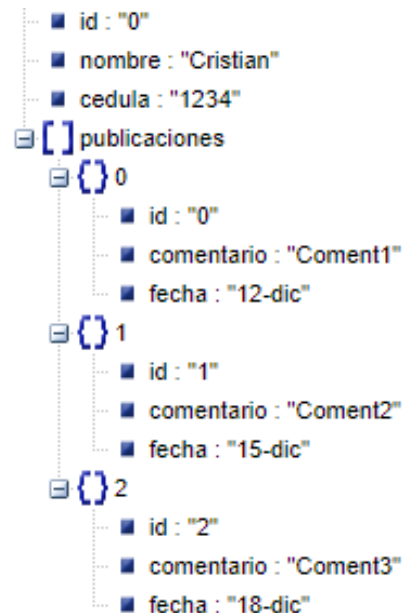 id : "0"
nombre : "Cristian"
cedula : "1234"
[ ] publicaciones
{} 0
id : "0"
comentario : "Coment1"
fecha : "12-dic"
{} 1
id : "1"
comentario : "Coment2"
fecha : "15-dic"
{} 2
id : "2"
comentario : "Coment3"
fecha : "18-dic"